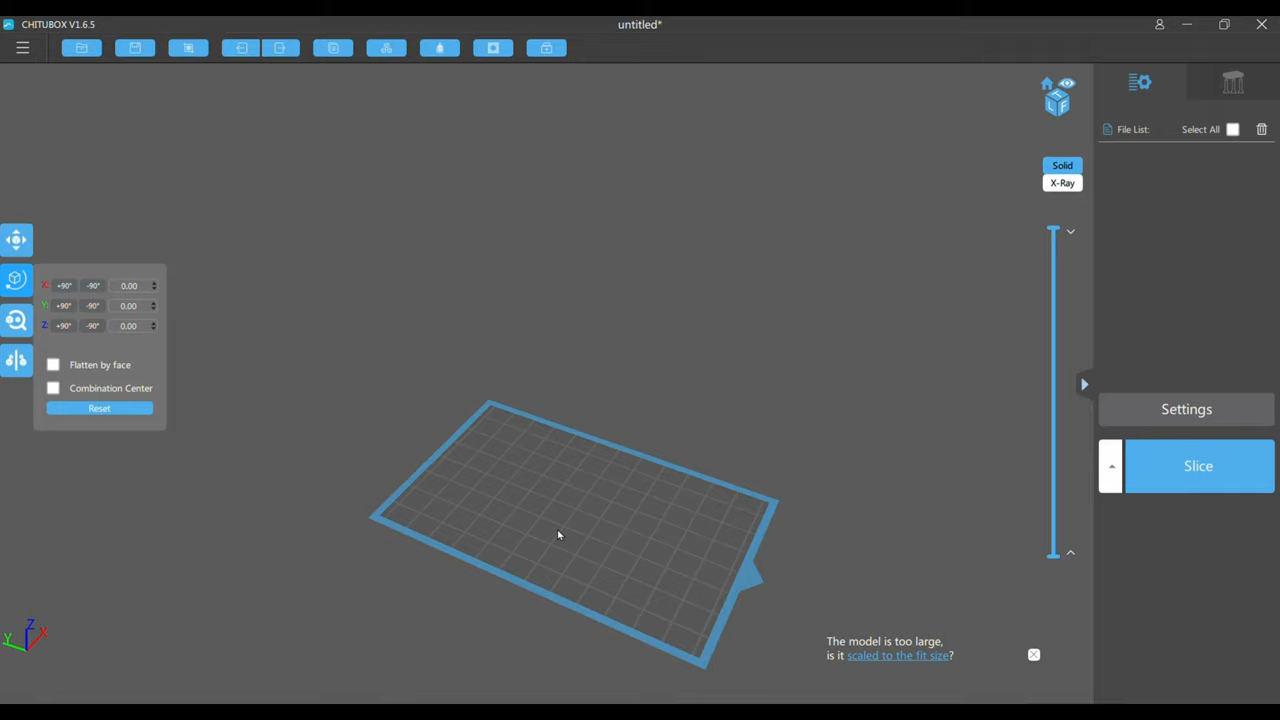 CHITUBOX V1.6.5
untitled*
T
L F
File List: Select All
Solid
X-Ray
X: +90° -90° 0.00
Y: +90° -90° 0.00
Z: +90° -90° 0.00
Flatten by face
Combination Center
Reset
Settings
Slice
Z
Y X
The model is too large,
is it scaled to the fit size?